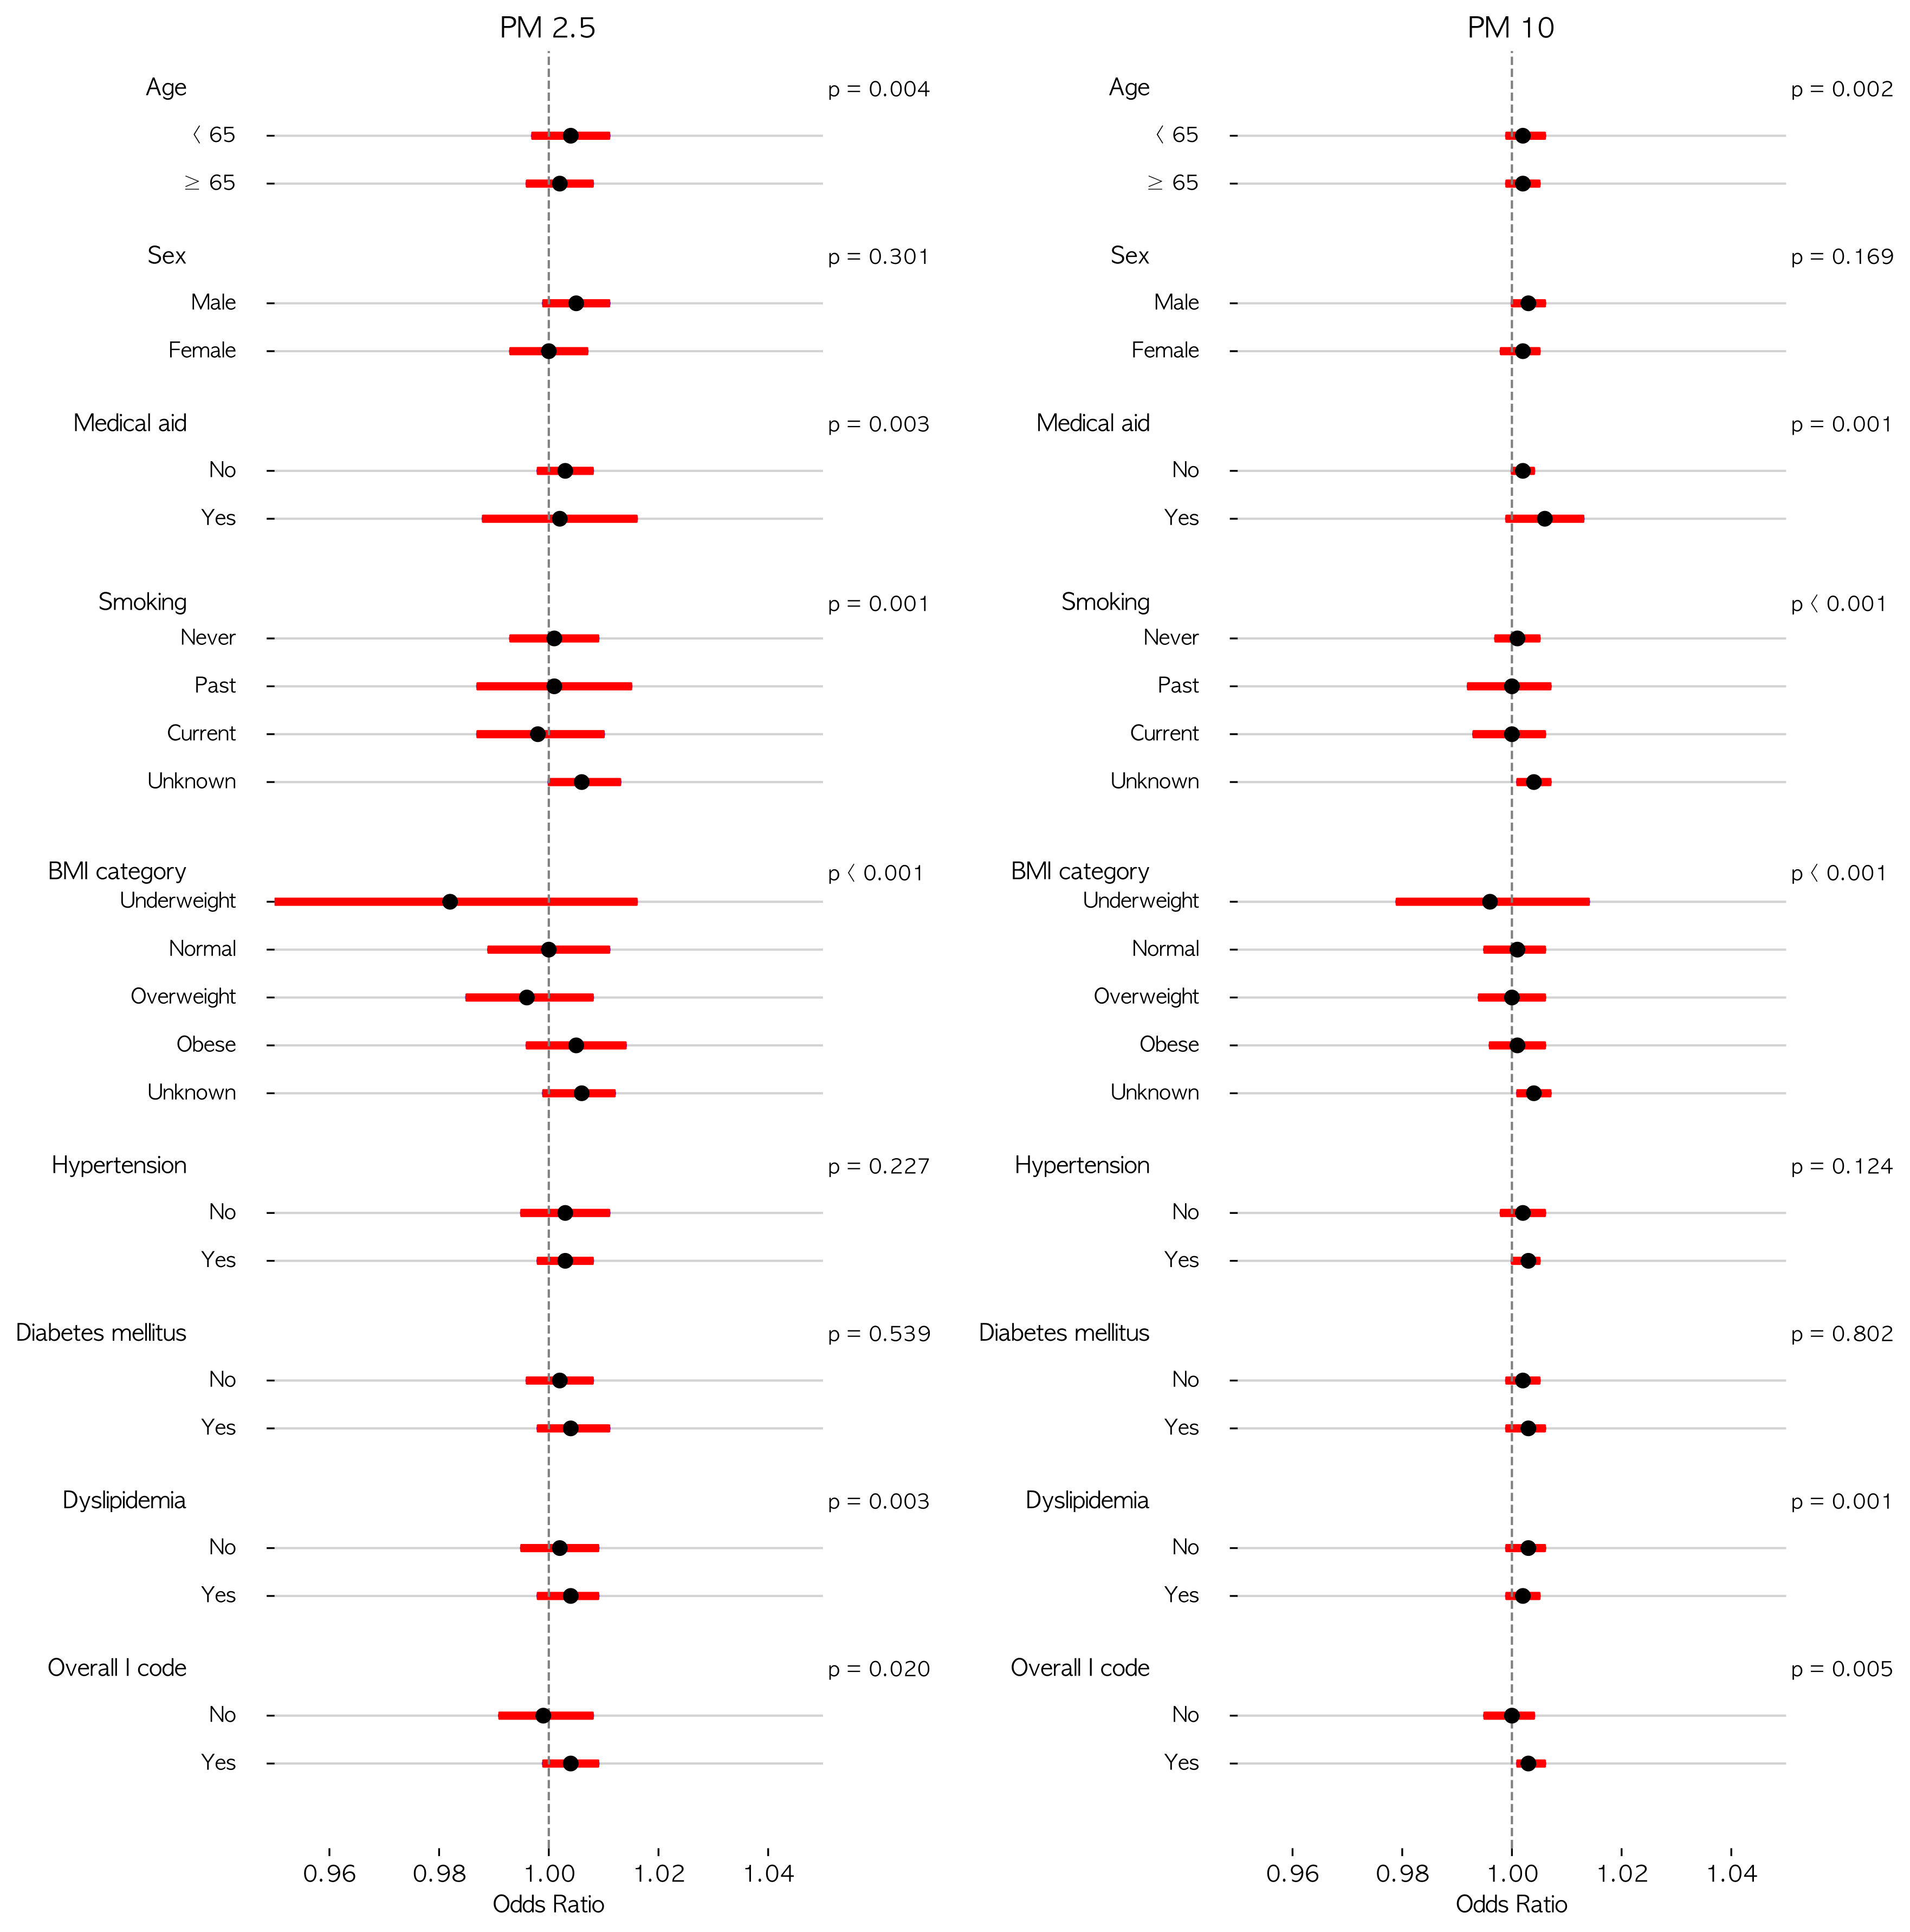 PM 2.5
Age
p = 0.004
〈 65
≥ 65
Sex
p = 0.301
Male
Female
Medical aid
p = 0.003
No
Yes
Smoking
p = 0.001
Never
Past
Current
Unknown
BMI category
p〈 0.001
Underweight
Normal
Overweight
Obese
Unknown
Hypertension
p = 0.227
No
Yes
Diabetes mellitus
p = 0.539
No
Yes
Dyslipidemia
p = 0.003
No
Yes
Overall I code
p = 0.020
No
Yes
0.96 0.98 1.00 1.02 1.04
Odds Ratio
PM 10
Age
p = 0.002
〈 65
≥ 65
Sex
p = 0.169
Male
Female
Medical aid
p = 0.001
No
Yes
Smoking
p〈 0.001
Never
Past
Current
Unknown
BMI category
p〈 0.001
Underweight
Normal
Overweight
Obese
Unknown
Hypertension
p = 0.124
No
Yes
Diabetes mellitus
p = 0.802
No
Yes
Dyslipidemia
p = 0.001
No
Yes
Overall I code
p = 0.005
No
Yes
0.96 0.98 1.00 1.02 1.04
Odds Ratio